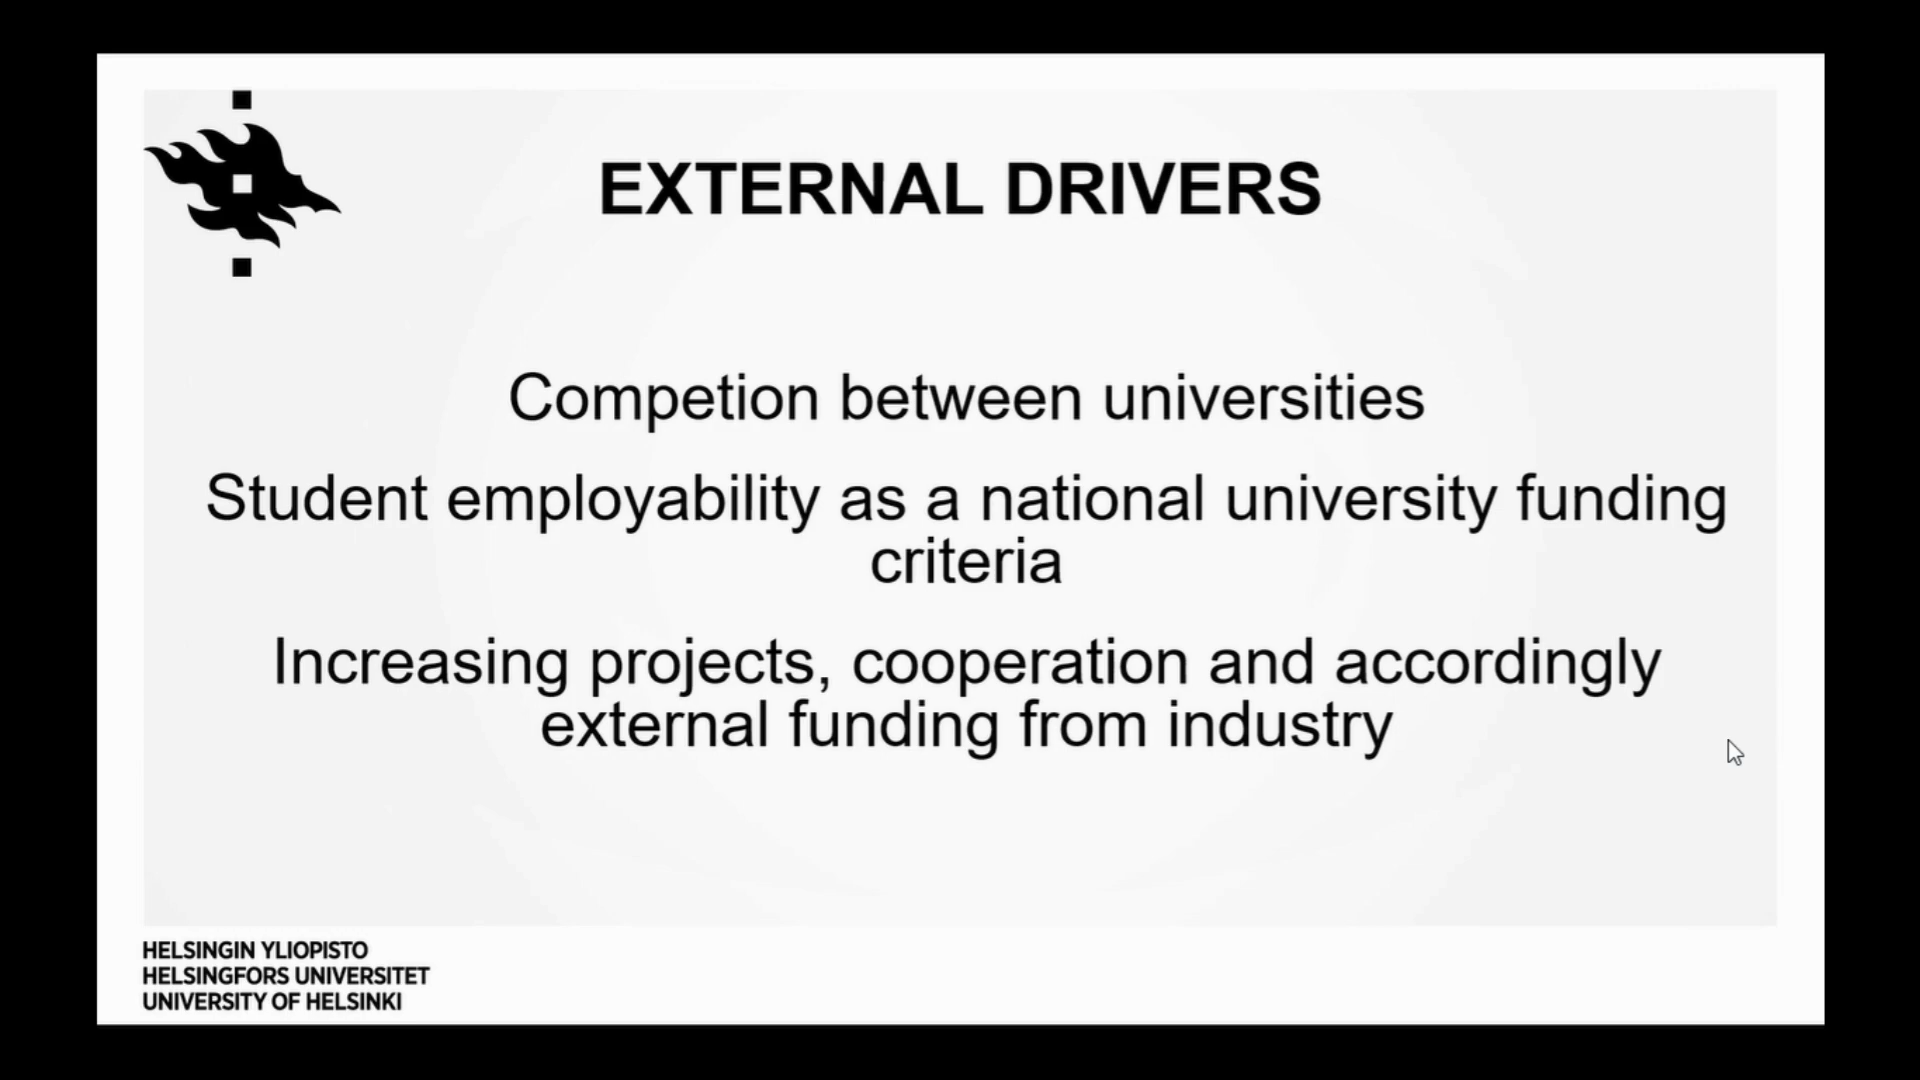 EXTERNAL DRIVERS
Competion between universities
Student employability as a national university funding
criteria
Increasing projects, cooperation and accordingly
external funding from industry
HELSINGIN YLIOPISTO
HELSINGFORS UNIVERSITET
UNIVERSITY OF HELSINKI